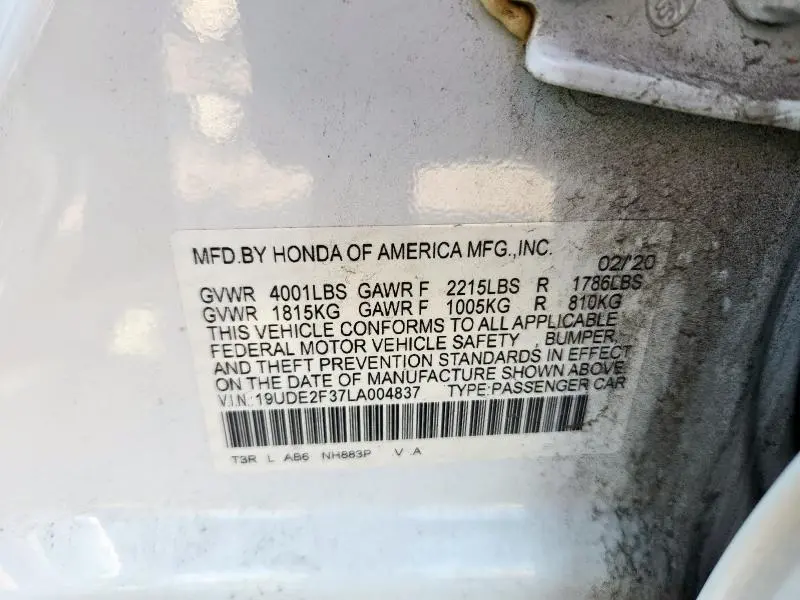 MFD.BY HONDA OF AMERICA MFG.,INC. 02/20
GVWR 4001LBS GAWR F 2215LBS R 1786LBS
GVWR 1815KG GAWR F 1005KG R 810KG
THIS VEHICLE CONFORMS TO ALL APPLICABLE
FEDERAL MOTOR VEHICLE SAFETY , BUMPER,
AND THEFT PREVENTION STANDARDS IN EFFECT
ON THE DATE OF MANUFACTURE SHOWN ABOVE.
V.I.N.:19UDE2F37LA004837 TYPE:PASSENGER CAR
T3R L AB6 NH883P V A